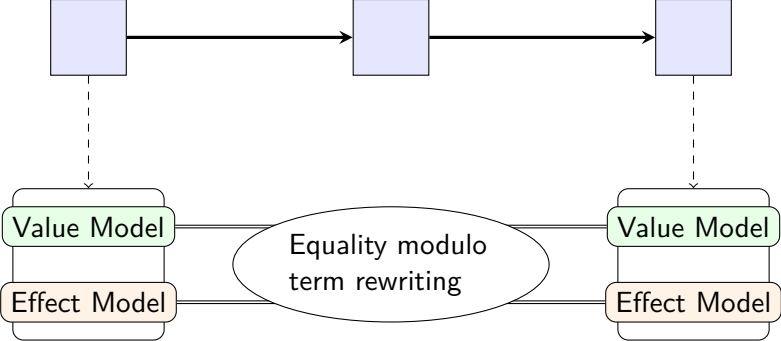 Value Model
Equality modulo
term rewriting
Value Model
Effect Model
Effect Model